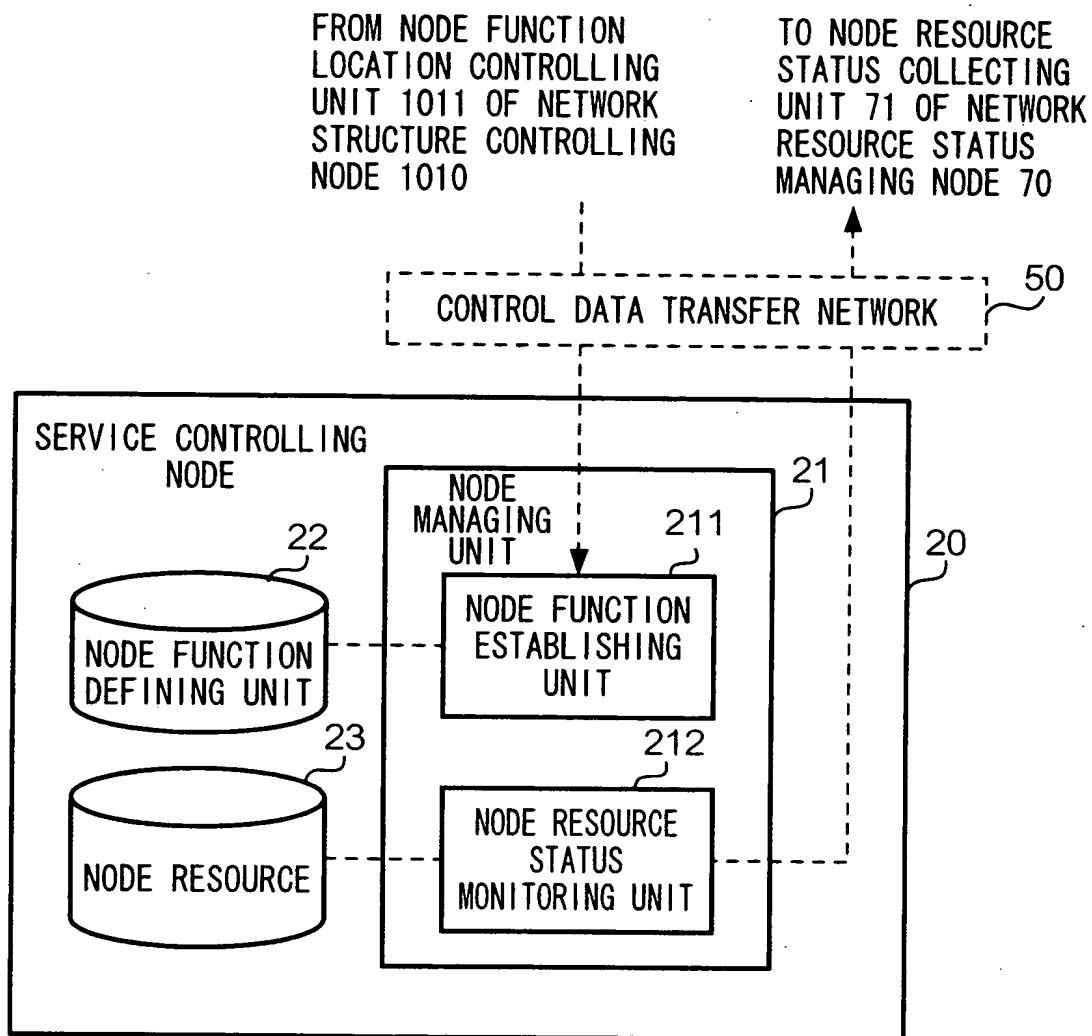 FROM NODE FUNCTION
LOCATION CONTROLLING
UNIT 1011 OF NETWORK
STRUCTURE CONTROLLING
NODE 1010
TO NODE RESOURCE
STATUS COLLECTING
UNIT 71 OF NETWORK
RESOURCE STATUS
MANAGING NODE 70
50
CONTROL DATA TRANSFER NETWORK
SERVICE CONTROLLING
NODE
20
21
NODE
MANAGING
UNIT
22
NODE FUNCTION
DEFINING UNIT
211
NODE FUNCTION
ESTABLISHING
UNIT
23
NODE RESOURCE
212
NODE RESOURCE
STATUS
MONITORING UNIT